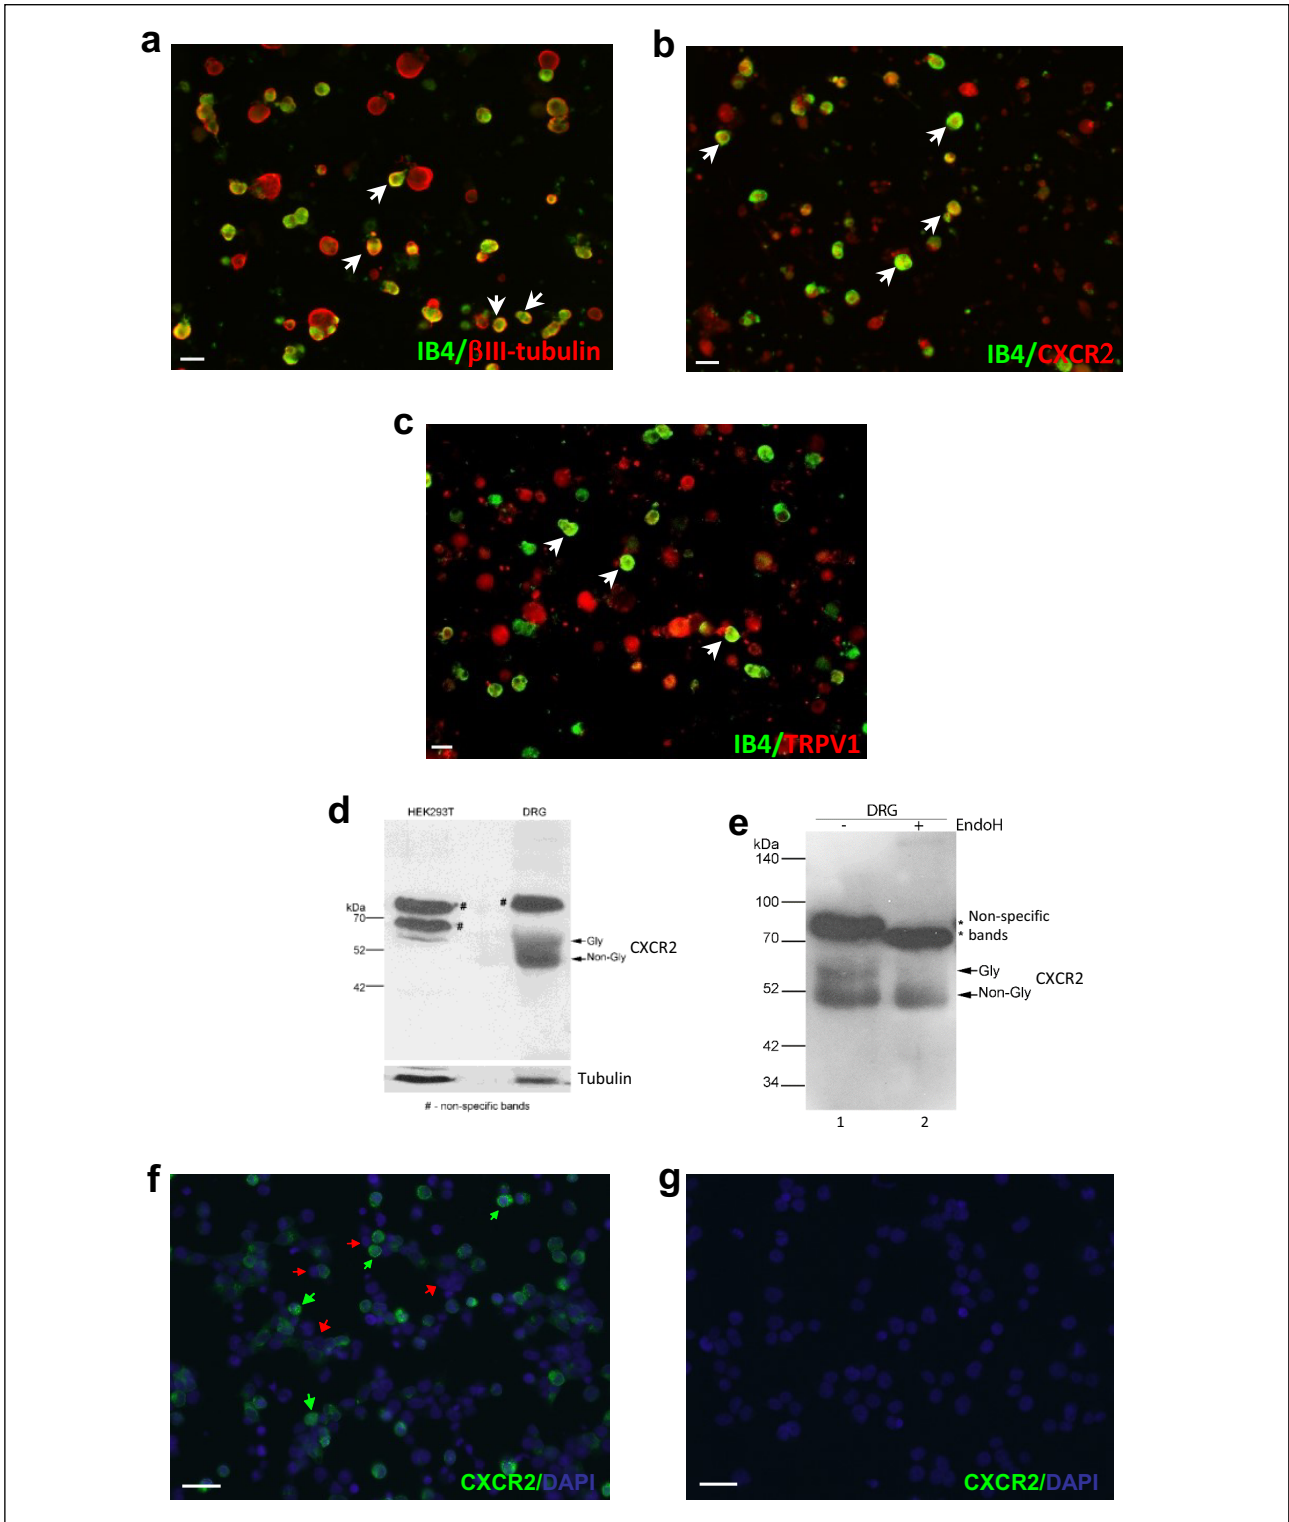 a
b
IB4/βIII-tubulin
IB4/CXCR2
c
IB4/TRPV1
d
HEK293T DRG
kDa
70
52
42
#
#
#
Gly
Non-Gly
CXCR2
Tubulin
# - non-specific bands
e
DRG
- + EndoH
kDa
140
100
70
52
42
34
* Non-specific
* bands
Gly
Non-Gly
CXCR2
1 2
f
g
CXCR2/DAPI
CXCR2/DAPI